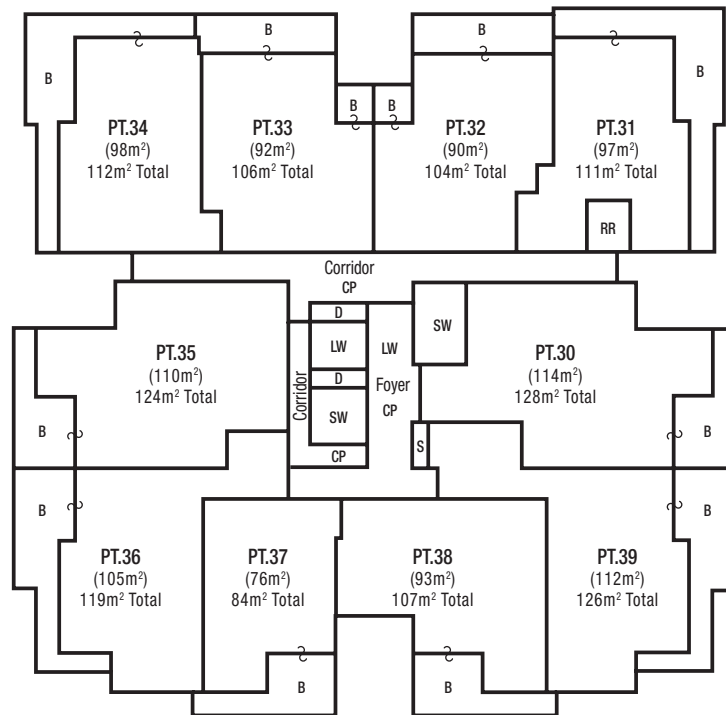 B
B
B
B
B
B
PT.34
(98m²)
112m² Total
PT.33
(92m²)
106m² Total
PT.32
(90m²)
104m² Total
PT.31
(97m²)
111m² Total
RR
Corridor
CP
D
LW
D
SW
CP
Corridor
LW
Foyer
CP
SW
S
PT.35
(110m²)
124m² Total
B
PT.30
(114m²)
128m² Total
B
B
PT.36
(105m²)
119m² Total
PT.37
(76m²)
84m² Total
B
PT.38
(93m²)
107m² Total
B
PT.39
(112m²)
126m² Total
B